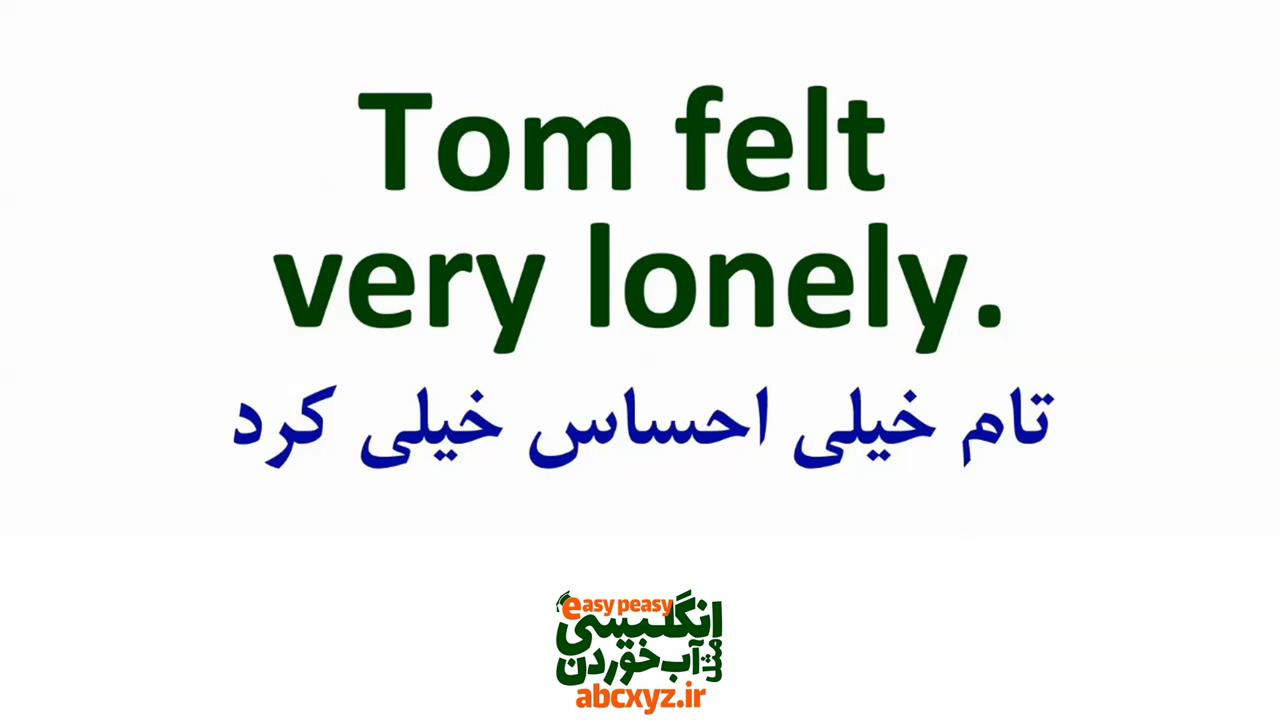 Tom felt
very lonely.
تام خیلی احساس خیلی کرد
easy peasy
انگلیسی
مثل آب خوردن
abcxyz.ir